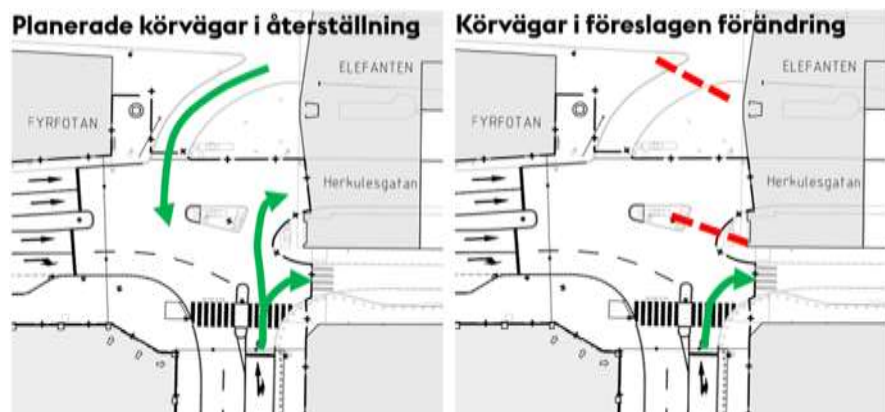 Planerade körvägar i återställning
ELEFANTEN
FYRFOTAN
Herkulesgatan
Körvägar i föreslagen förändring
ELEFANTEN
FYRFOTAN
Herkulesgatan